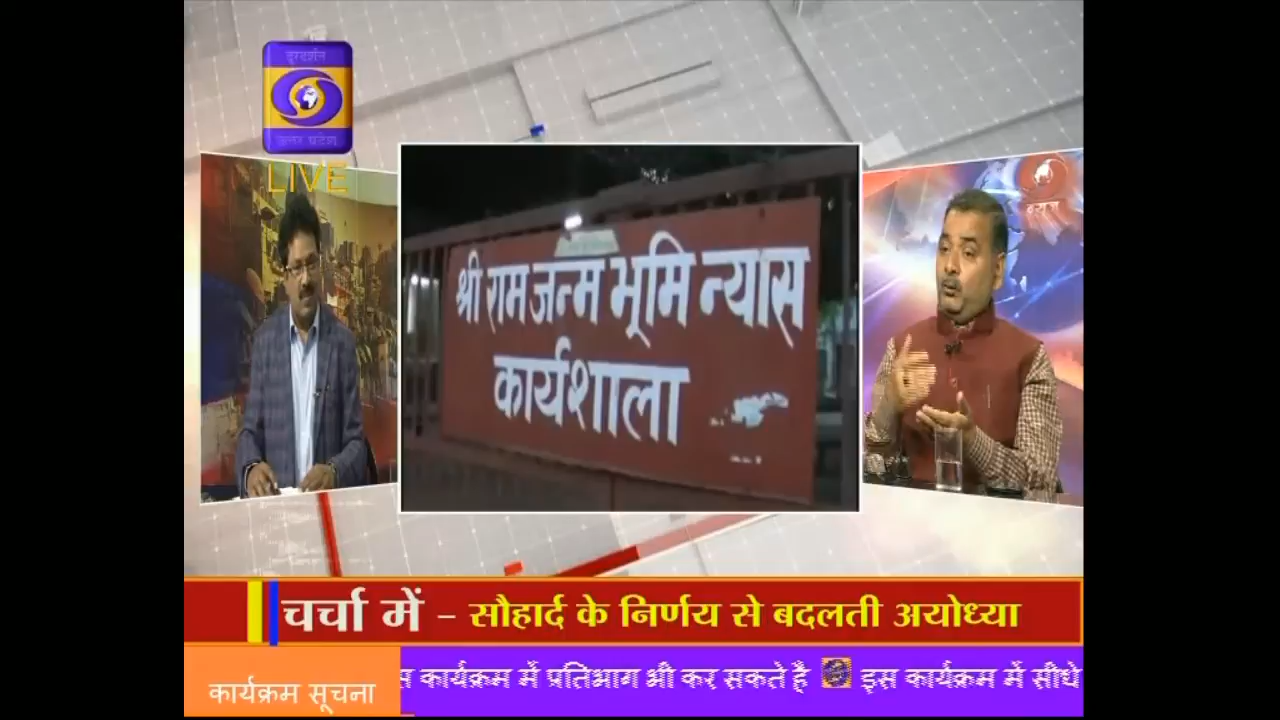 दूरदर्शन
उत्तर प्रदेश
LIVE
श्री राम जन्म भूमि न्यास
कार्यशाला
चर्चा में - सौहार्द के निर्णय से बदलती अयोध्या
कार्यक्रम सूचना
कार्यक्रम में प्रतिभाग भी कर सकते है इस कार्यक्रम में सीधे